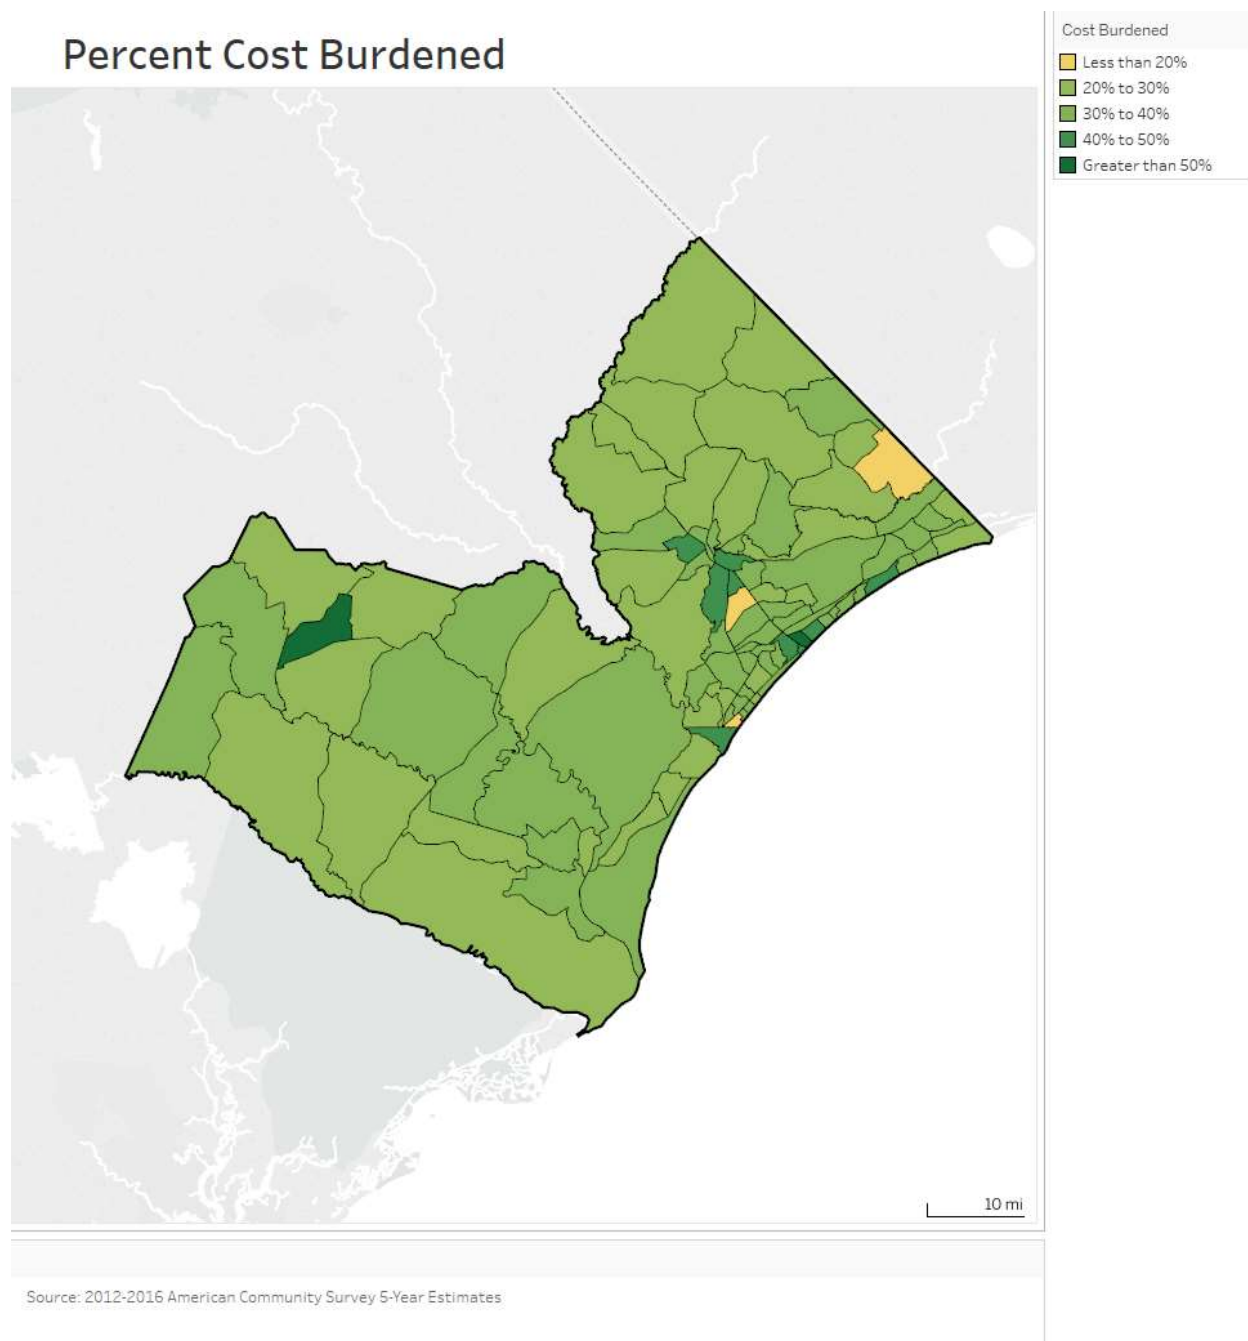 Percent Cost Burdened
Cost Burdened
Less than 20%
20% to 30%
30% to 40%
40% to 50%
Greater than 50%
10 mi
Source: 2012-2016 American Community Survey 5-Year Estimates